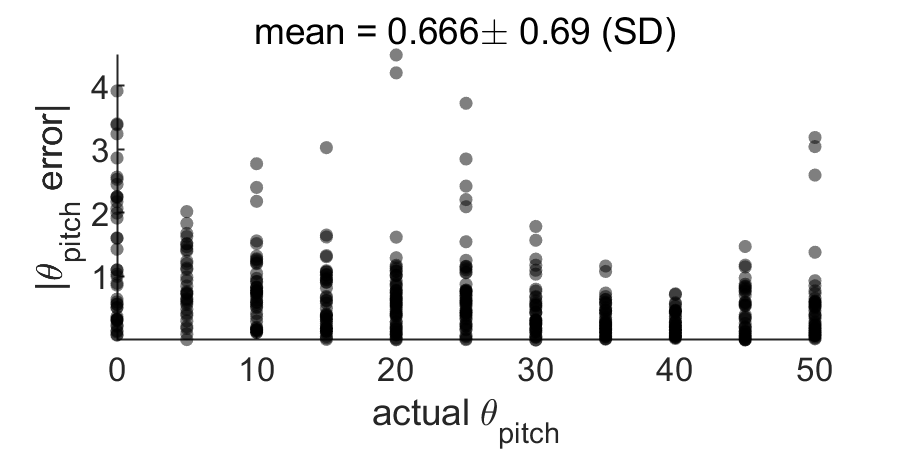 mean = 0.666± 0.69 (SD)
|θpitch error|
4
3
2
1
0 10 20 30 40 50
actual θpitch